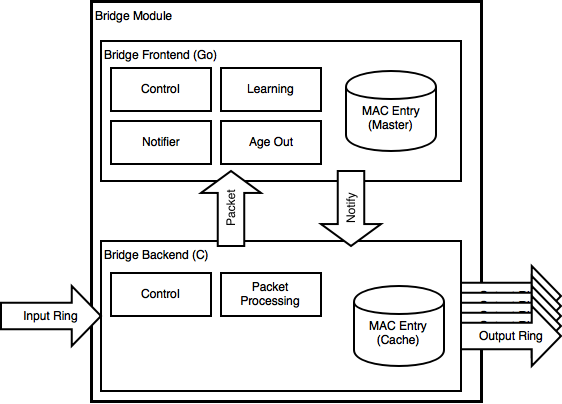 Bridge Module
Bridge Frontend (Go)
Control
Learning
MAC Entry
(Master)
Notifier
Age Out
Packet
Notify
Bridge Backend (C)
Control
Packet
Processing
MAC Entry
(Cache)
Input Ring
Output Ring